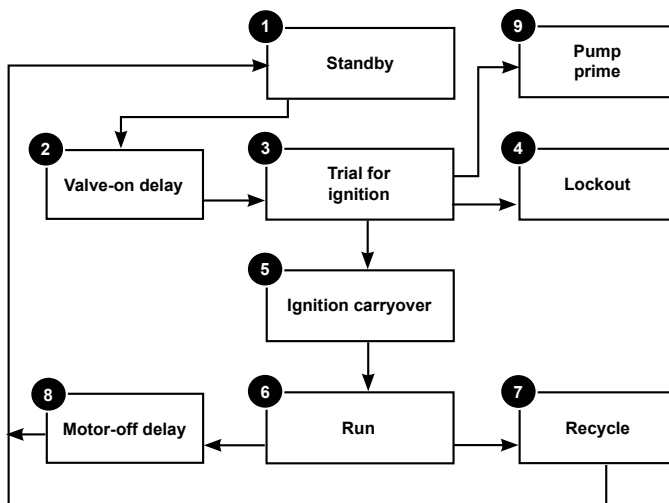 1
Standby
9
Pump
prime
2
Valve-on delay
3
Trial for
ignition
4
Lockout
5
Ignition carryover
8
Motor-off delay
6
Run
7
Recycle